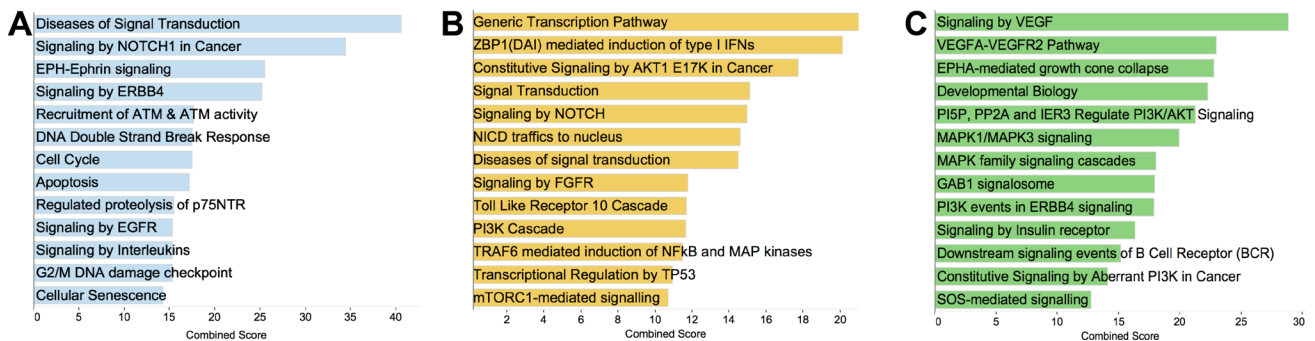 A
Diseases of Signal Transduction
Signaling by NOTCH1 in Cancer
EPH-Ephrin signaling
Signaling by ERBB4
Recruitment of ATM & ATM activity
DNA Double Strand Break Response
Cell Cycle
Apoptosis
Regulated proteolysis of p75NTR
Signaling by EGFR
Signaling by Interleukins
G2/M DNA damage checkpoint
Cellular Senescence
0 5 10 15 20 25 30 35 40
Combined Score
B
Generic Transcription Pathway
ZBP1(DAI) mediated induction of type I IFNs
Constitutive Signaling by AKT1 E17K in Cancer
Signal Transduction
Signaling by NOTCH
NICD traffics to nucleus
Diseases of signal transduction
Signaling by FGFR
Toll Like Receptor 10 Cascade
PI3K Cascade
TRAF6 mediated induction of NFkB and MAP kinases
Transcriptional Regulation by TP53
mTORC1-mediated signalling
2 4 6 8 10 12 14 16 18 20
Combined Score
C
Signaling by VEGF
VEGFA-VEGFR2 Pathway
EPHA-mediated growth cone collapse
Developmental Biology
PI5P, PP2A and IER3 Regulate PI3K/AKT Signaling
MAPK1/MAPK3 signaling
MAPK family signaling cascades
GAB1 signalosome
PI3K events in ERBB4 signaling
Signaling by Insulin receptor
Downstream signaling events of B Cell Receptor (BCR)
Constitutive Signaling by Aberrant PI3K in Cancer
SOS-mediated signalling
0 5 10 15 20 25 30
Combined Score